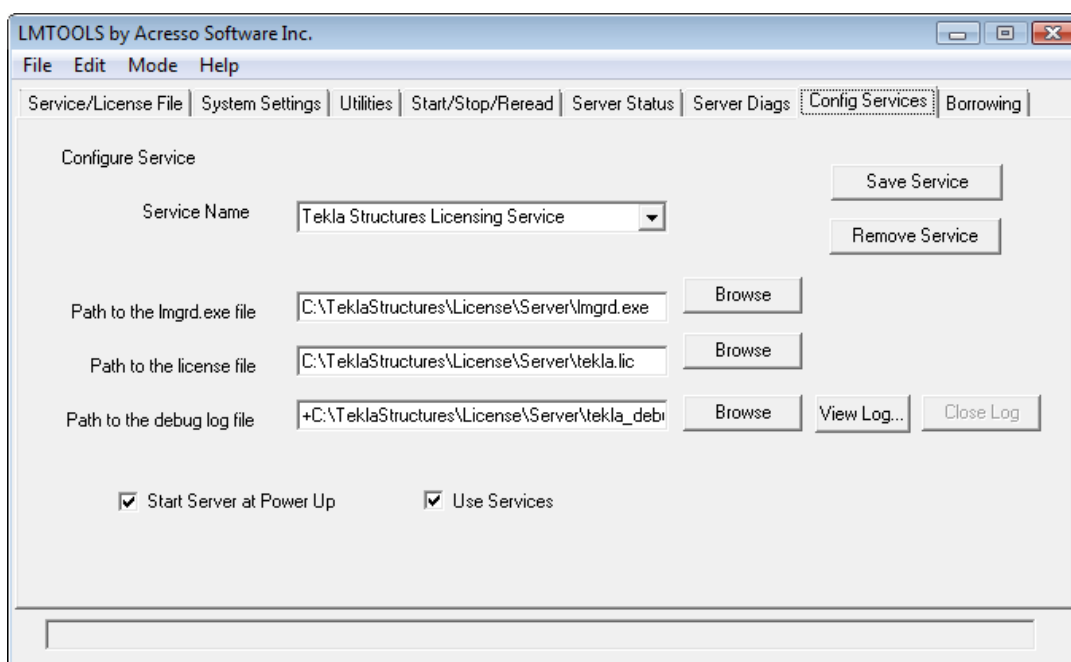 LMTOOLS by Acresso Software Inc.
File Edit Mode Help
Service/License File System Settings Utilities Start/Stop/Reread Server Status Server Diags Config Services Borrowing
Configure Service
Save Service
Service Name Tekla Structures Licensing Service
Remove Service
Path to the lmgrd.exe file C:\TeklaStructures\License\Server\lmgrd.exe Browse
Path to the license file C:\TeklaStructures\License\Server\tekla.lic Browse
Path to the debug log file +C:\TeklaStructures\License\Server\tekla_debu Browse View Log... Close Log
Start Server at Power Up Use Services